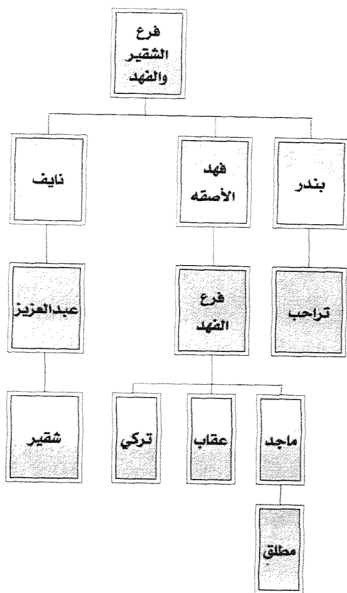 فرع
الشقير
والفهد
بندر
فهد
الأصقه
نايف
تراحب
فرع
الفهد
عبدالعزيز
ماجد
عقاب
تركي
شقير
مطلق